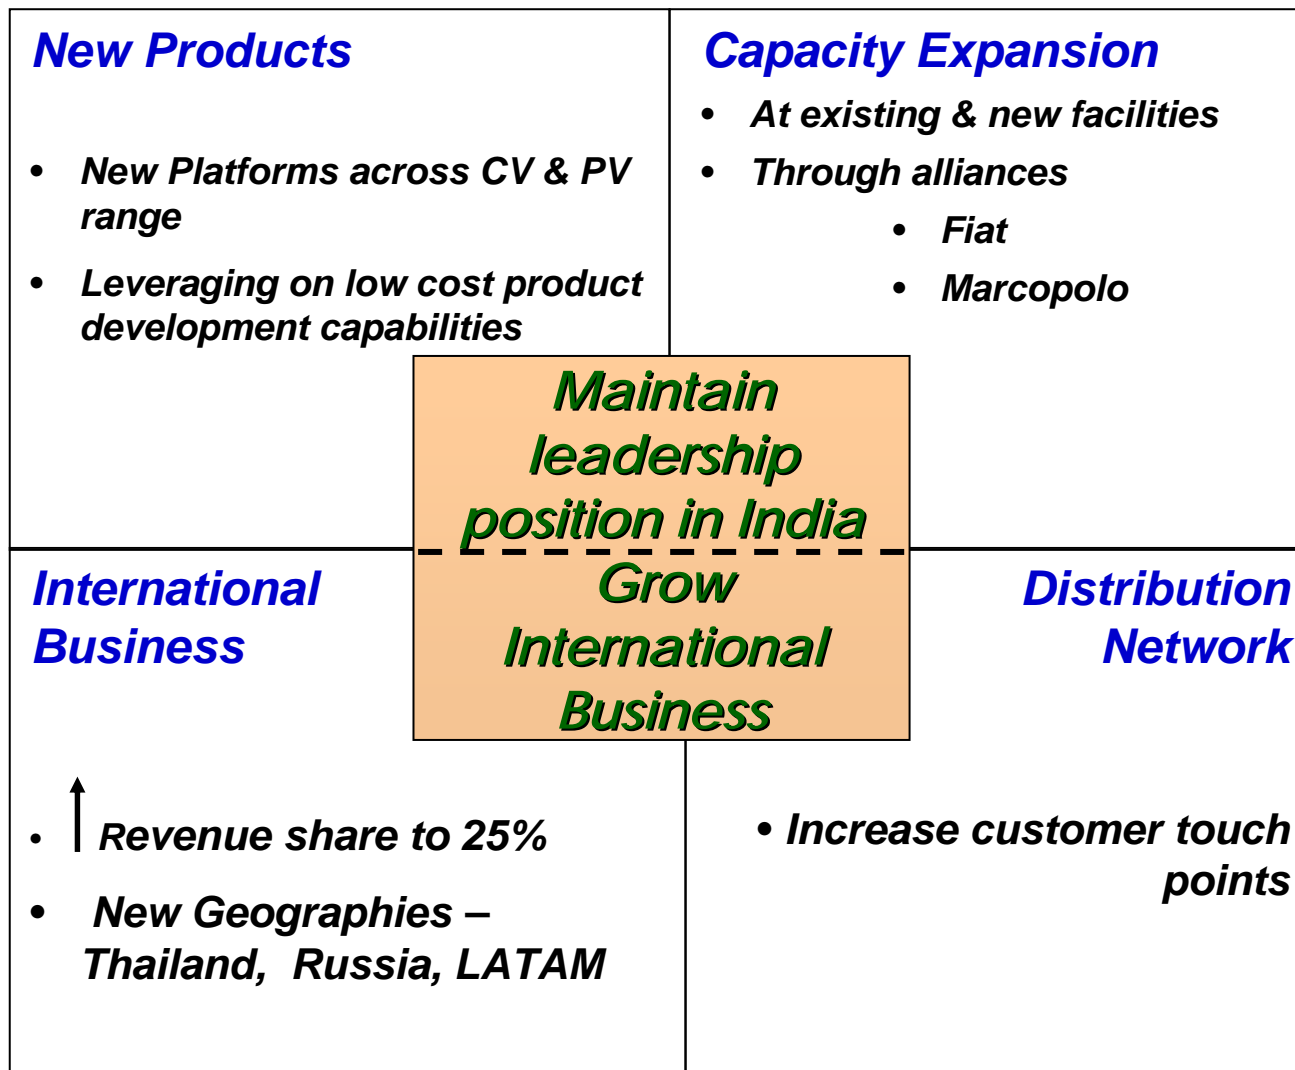 New Products
• New Platforms across CV & PV
range
• Leveraging on low cost product
development capabilities
Capacity Expansion
• At existing & new facilities
• Through alliances
• Fiat
• Marcopolo
Maintain
leadership
position in India
Grow
International
Business
International
Business
• Revenue share to 25%
• New Geographies –
Thailand, Russia, LATAM
Distribution
Network
• Increase customer touch
points